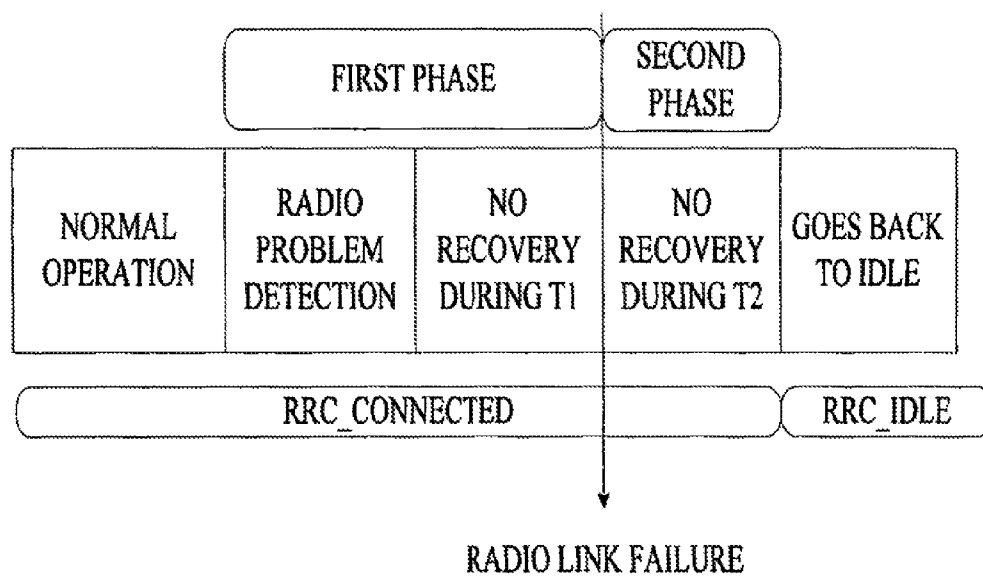 FIRST PHASE
SECOND
PHASE
NORMAL
OPERATION
RADIO
PROBLEM
DETECTION
NO
RECOVERY
DURING T1
NO
RECOVERY
DURING T2
GOES BACK
TO IDLE
RRC_CONNECTED
RRC_IDLE
RADIO LINK FAILURE